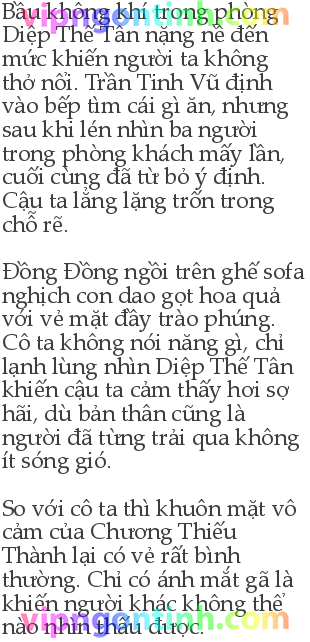 Bầu không khí trong phòng
vipngontinh.com
Diệp Thế Tân nặng nề đến
mức khiến người ta không
thở nổi. Trần Tinh Vũ định
vào bếp tìm cái gì ăn, nhưng
sau khi lén nhìn ba người
trong phòng khách mấy lần,
cuối cùng đã từ bỏ ý định.
Cậu ta lẳng lặng trốn trong
chỗ rẽ.
Đồng Đồng ngồi trên ghế sofa
nghịch con dao gọt hoa quả
với vẻ mặt đầy trào phúng.
Cô ta không nói năng gì, chỉ
lạnh lùng nhìn Diệp Thế Tân
khiến cậu ta cảm thấy hơi sợ
hãi, dù bản thân cũng là
người đã từng trải qua không
ít sóng gió.
So với cô ta thì khuôn mặt vô
cảm của Chương Thiếu
Thành lại có vẻ rất bình
thường. Chỉ có ánh mắt gã là
khiến người khác không thể
vipngontinh.com
nào nhìn thấu được.